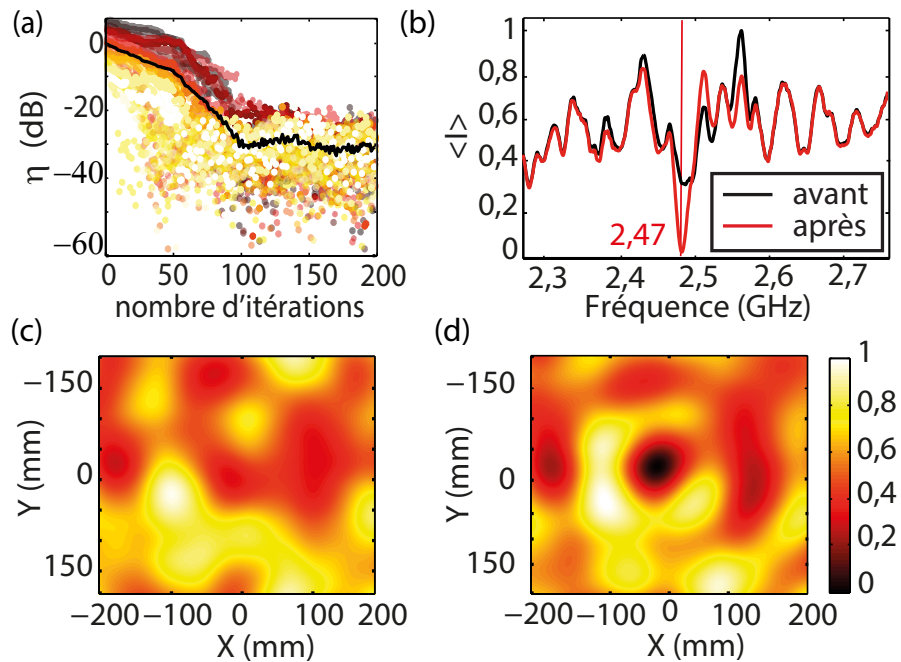 (a)
0
-20
-40
−60
η (dB)
0 50 100 150 200
nombre d'itérations
(b)
1
0,8
0,6
0,4
0,2
0
<I>
2,47
avant
après
2,3 2,4 2,5 2,6 2,7
Fréquence (GHz)
(c)
−150
0
150
Y (mm)
−200 −100 0 100 200
X (mm)
(d)
−150
0
150
Y (mm)
−200 −100 0 100 200
X (mm)
1
0,8
0,6
0,4
0,2
0